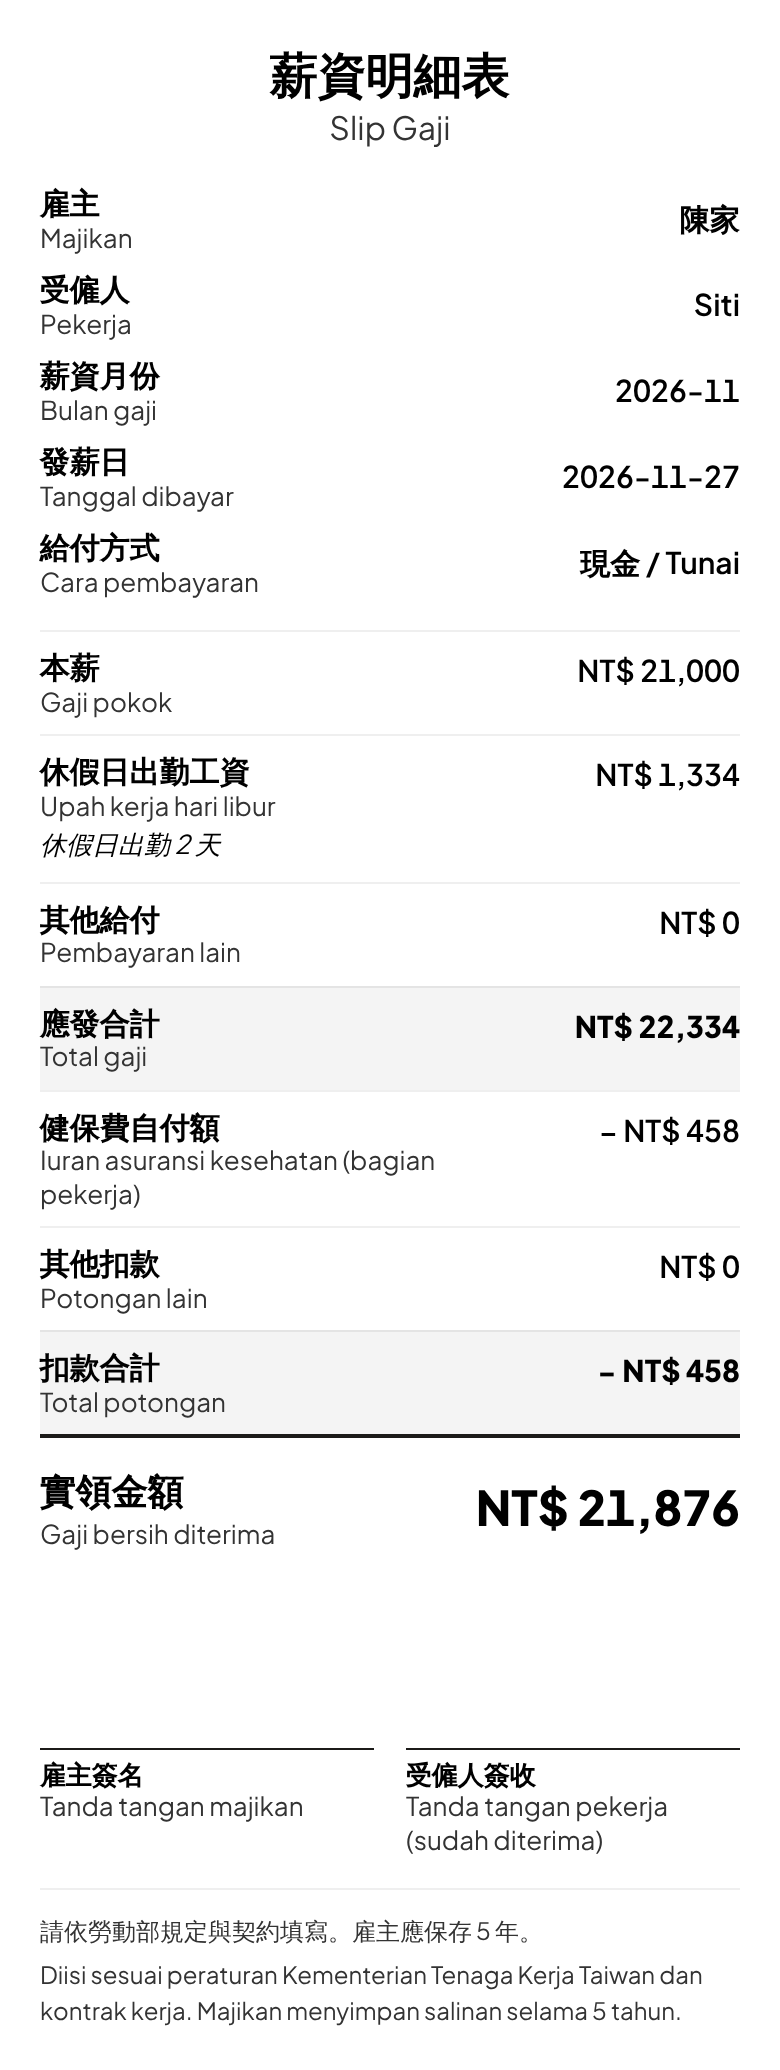 薪資明細表
Slip Gaji
雇主
Majikan
陳家
受僱人
Pekerja
Siti
薪資月份
Bulan gaji
2026-11
發薪日
Tanggal dibayar
2026-11-27
給付方式
Cara pembayaran
現金 / Tunai
本薪
Gaji pokok
NT$ 21,000
休假日出勤工資
Upah kerja hari libur
休假日出勤 2 天
NT$ 1,334
其他給付
Pembayaran lain
NT$ 0
應發合計
Total gaji
NT$ 22,334
健保費自付額
Iuran asuransi kesehatan (bagian
pekerja)
– NT$ 458
其他扣款
Potongan lain
NT$ 0
扣款合計
Total potongan
– NT$ 458
實領金額
Gaji bersih diterima
NT$ 21,876
雇主簽名
Tanda tangan majikan
受僱人簽收
Tanda tangan pekerja
(sudah diterima)
請依勞動部規定與契約填寫。雇主應保存 5 年。
Diisi sesuai peraturan Kementerian Tenaga Kerja Taiwan dan
kontrak kerja. Majikan menyimpan salinan selama 5 tahun.